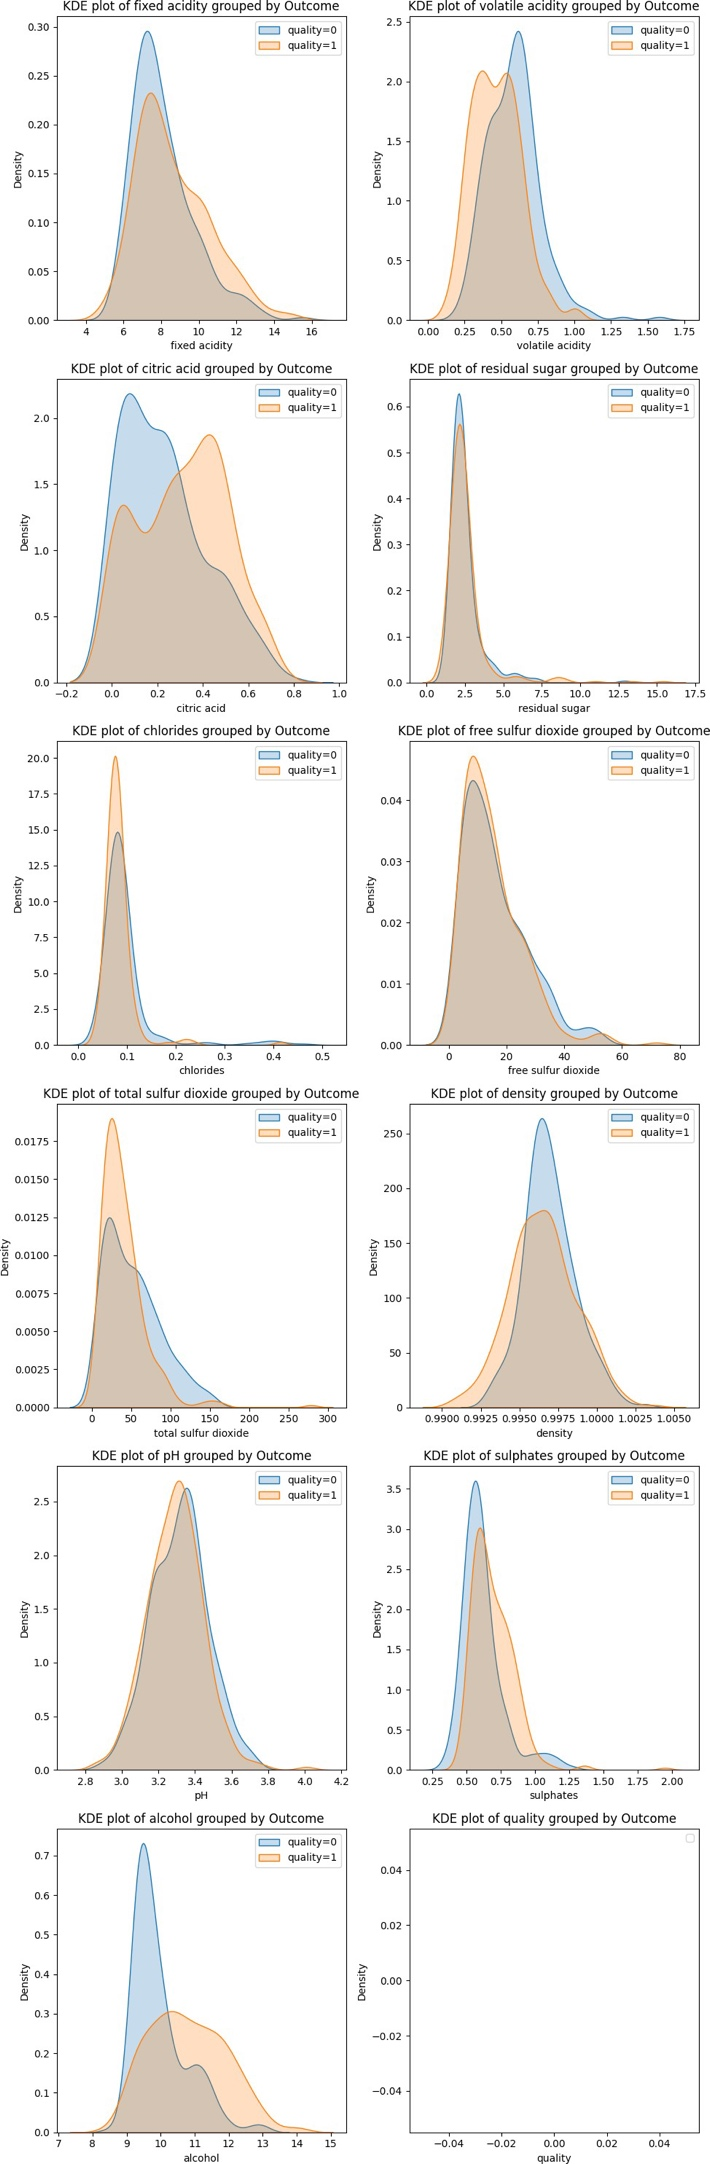 KDE plot of fixed acidity grouped by Outcome
quality=0
quality=1
0.30
0.25
0.20
0.15
0.10
0.05
0.00
Density
4 6 8 10 12 14 16
fixed acidity
KDE plot of volatile acidity grouped by Outcome
quality=0
quality=1
2.5
2.0
1.5
1.0
0.5
0.0
Density
0.00 0.25 0.50 0.75 1.00 1.25 1.50 1.75
volatile acidity
KDE plot of citric acid grouped by Outcome
quality=0
quality=1
2.0
1.5
1.0
0.5
0.0
Density
−0.2 0.0 0.2 0.4 0.6 0.8 1.0
citric acid
KDE plot of residual sugar grouped by Outcome
quality=0
quality=1
0.6
0.5
0.4
0.3
0.2
0.1
0.0
Density
0.0 2.5 5.0 7.5 10.0 12.5 15.0 17.5
residual sugar
KDE plot of chlorides grouped by Outcome
quality=0
quality=1
20.0
17.5
15.0
12.5
10.0
7.5
5.0
2.5
0.0
Density
0.0 0.1 0.2 0.3 0.4 0.5
chlorides
KDE plot of free sulfur dioxide grouped by Outcome
quality=0
quality=1
0.04
0.03
0.02
0.01
0.00
Density
0 20 40 60 80
free sulfur dioxide
KDE plot of total sulfur dioxide grouped by Outcome
quality=0
quality=1
0.0175
0.0150
0.0125
0.0100
0.0075
0.0050
0.0025
0.0000
Density
0 50 100 150 200 250 300
total sulfur dioxide
KDE plot of density grouped by Outcome
quality=0
quality=1
250
200
150
100
50
0
Density
0.9900 0.9925 0.9950 0.9975 1.0000 1.0025 1.0050
density
KDE plot of pH grouped by Outcome
quality=0
quality=1
2.5
2.0
1.5
1.0
0.5
0.0
Density
2.8 3.0 3.2 3.4 3.6 3.8 4.0 4.2
pH
KDE plot of sulphates grouped by Outcome
quality=0
quality=1
3.5
3.0
2.5
2.0
1.5
1.0
0.5
0.0
Density
0.25 0.50 0.75 1.00 1.25 1.50 1.75 2.00
sulphates
KDE plot of alcohol grouped by Outcome
quality=0
quality=1
0.7
0.6
0.5
0.4
0.3
0.2
0.1
0.0
Density
7 8 9 10 11 12 13 14 15
alcohol
KDE plot of quality grouped by Outcome
0.04
0.02
0.00
−0.02
−0.04
Density
−0.04 −0.02 0.00 0.02 0.04
quality